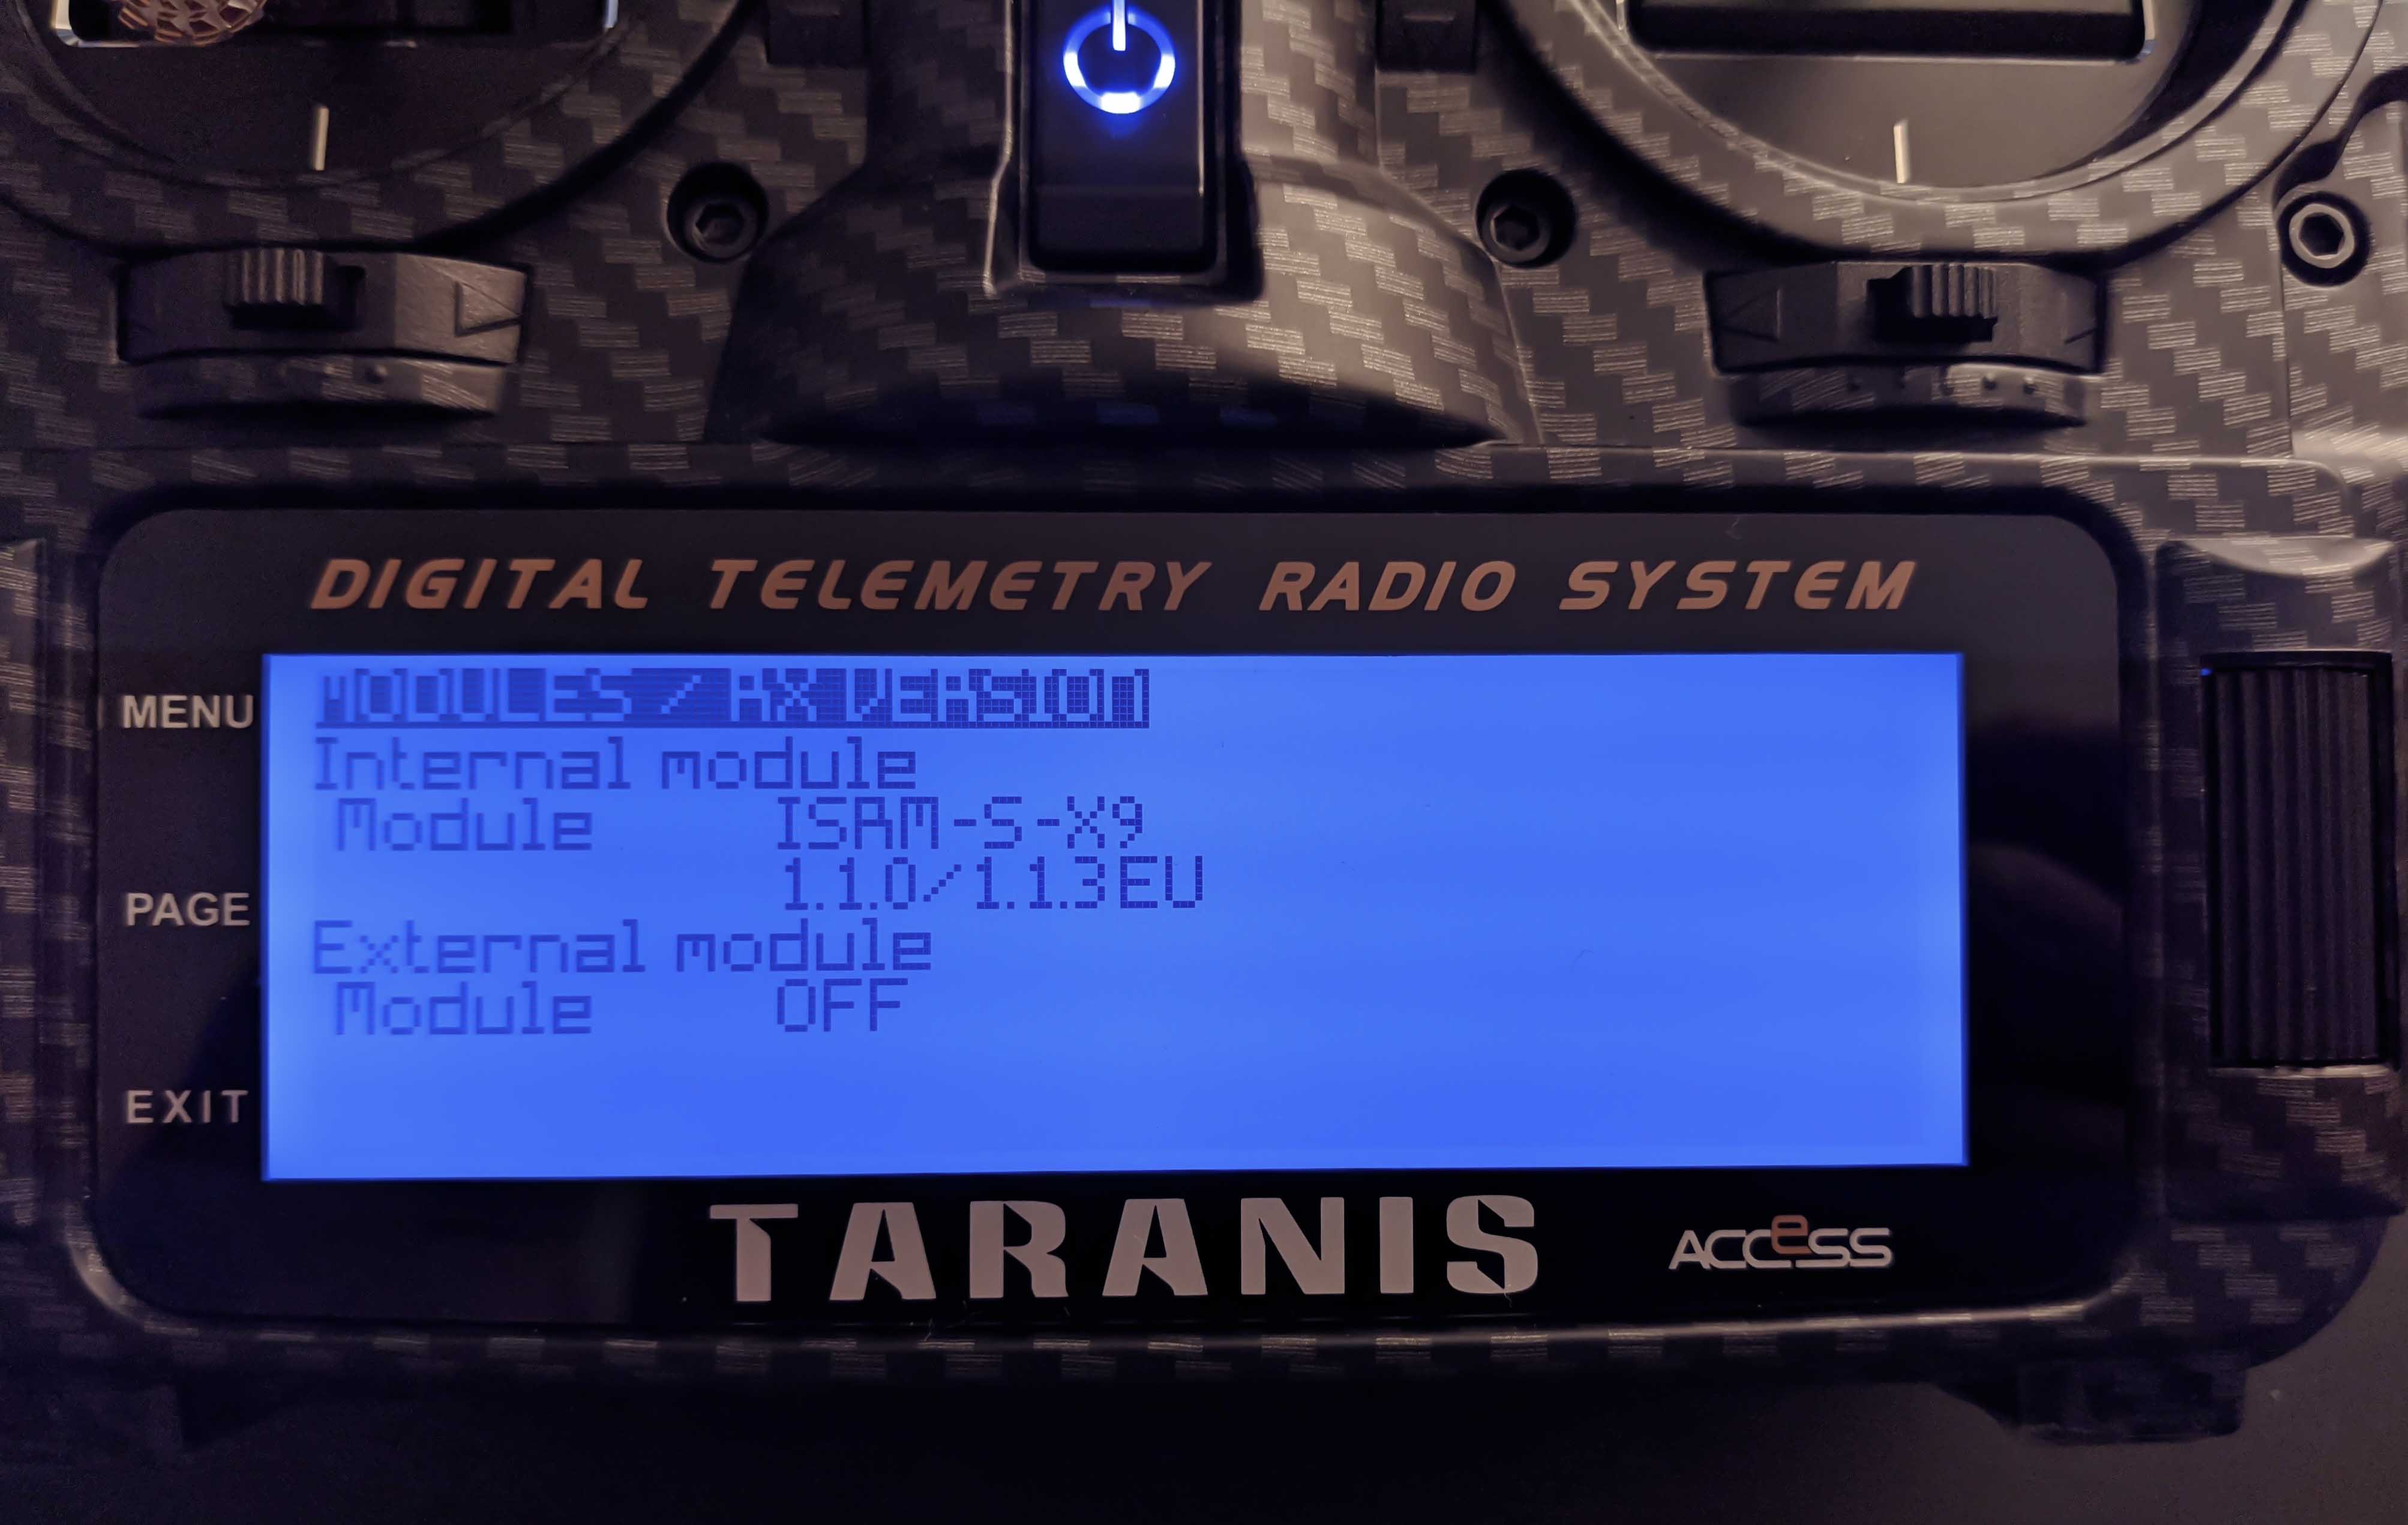 DIGITAL TELEMETRY RADIO SYSTEM
MENU
MODULES / RX VERSION
Internal module
Module ISRM-S-X9
1.1.0/1.1.3EU
PAGE
External module
Module OFF
EXIT
TARANIS
ACCeSS